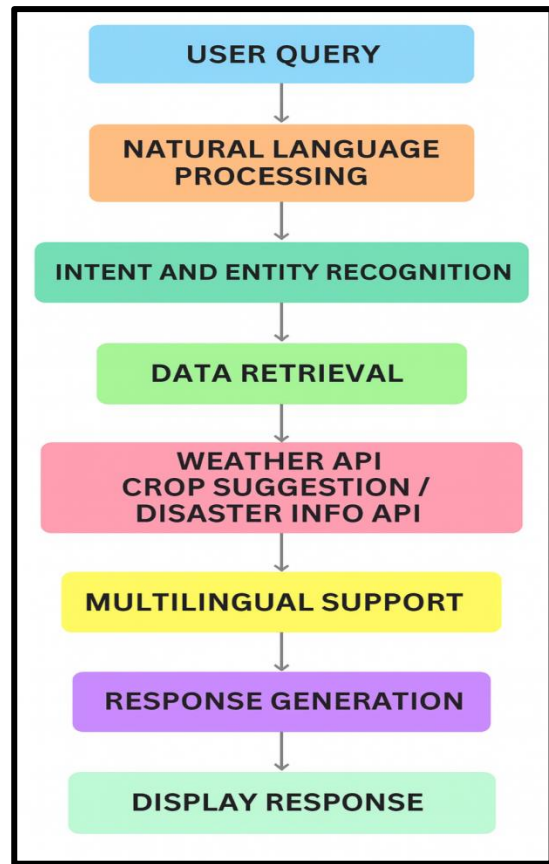 USER QUERY
NATURAL LANGUAGE
PROCESSING
INTENT AND ENTITY RECOGNITION
DATA RETRIEVAL
WEATHER API
CROP SUGGESTION /
DISASTER INFO API
MULTILINGUAL SUPPORT
RESPONSE GENERATION
DISPLAY RESPONSE